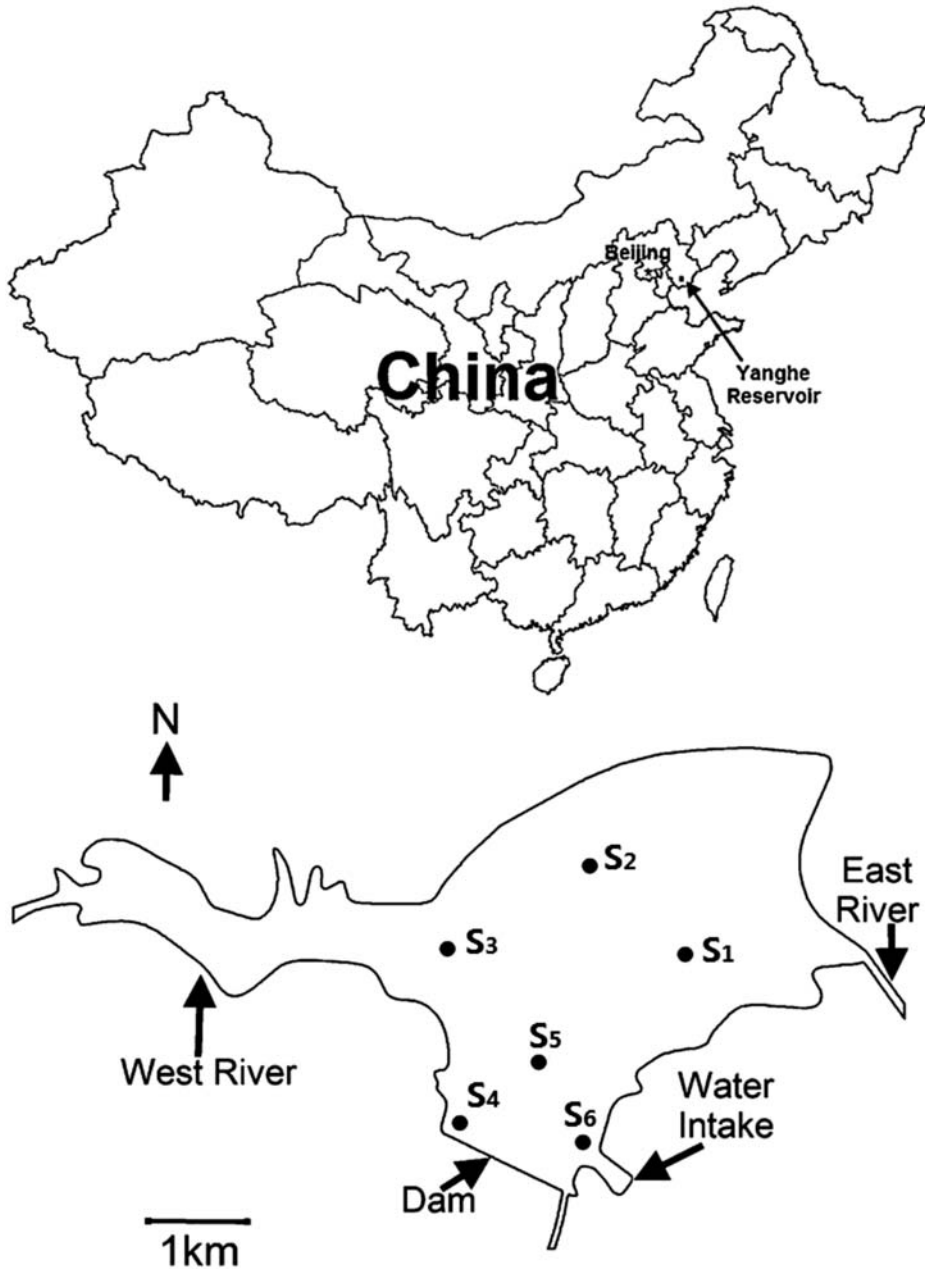 Beijing
China
Yanghe
Reservoir
N
S2
East
River
S3
S1
S5
West River
Water
Intake
S4
S6
Dam
1km